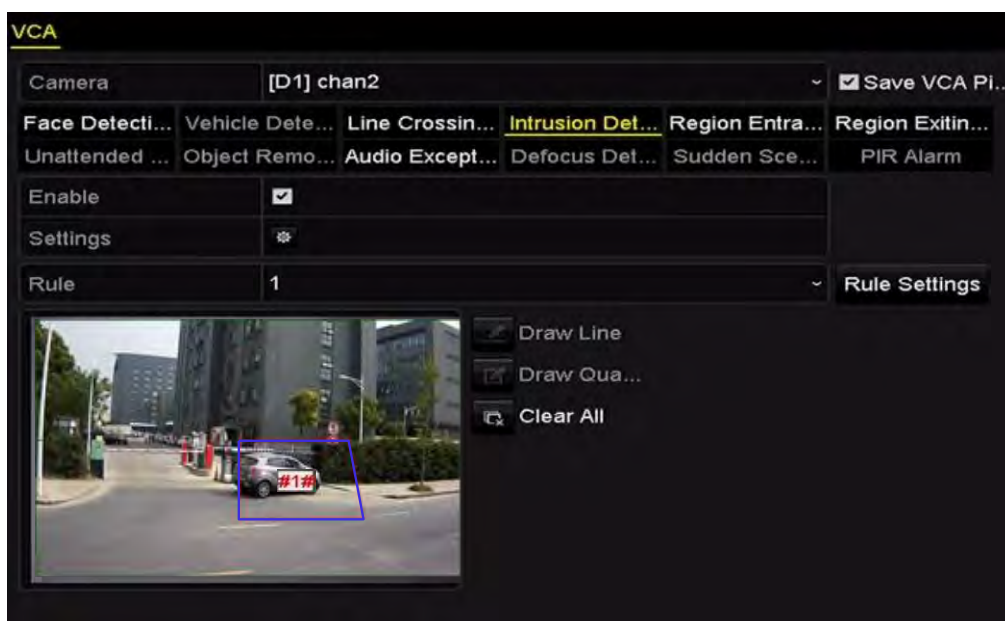 VCA
Camera [D1] chan2 Save VCA Pi...
Face Detecti... Vehicle Dete... Line Crossin... Intrusion Det... Region Entra... Region Exitin...
Unattended ... Object Remo... Audio Except... Defocus Det... Sudden Sce... PIR Alarm
Enable
Settings
Rule 1 Rule Settings
Draw Line
Draw Qua...
Clear All
#1#